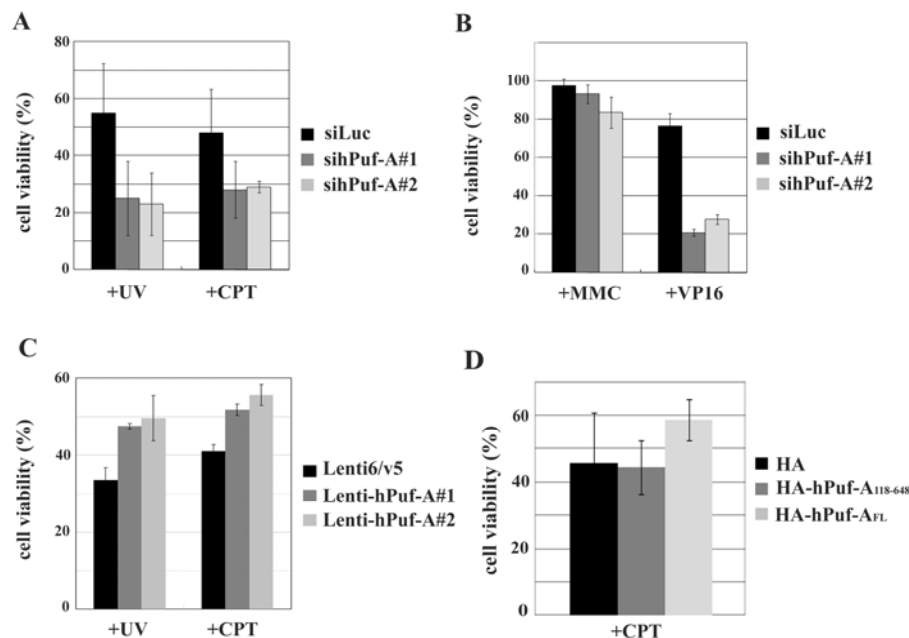 A
80
60
40
20
0
cell viability (%)
+UV
+CPT
siLuc
sihPuf-A#1
sihPuf-A#2
B
100
80
60
40
20
0
cell viability (%)
+MMC
+VP16
siLuc
sihPuf-A#1
sihPuf-A#2
C
60
40
20
0
cell viability (%)
+UV
+CPT
Lenti6/v5
Lenti-hPuf-A#1
Lenti-hPuf-A#2
D
60
40
20
0
cell viability (%)
+CPT
HA
HA-hPuf-A118-648
HA-hPuf-AFL